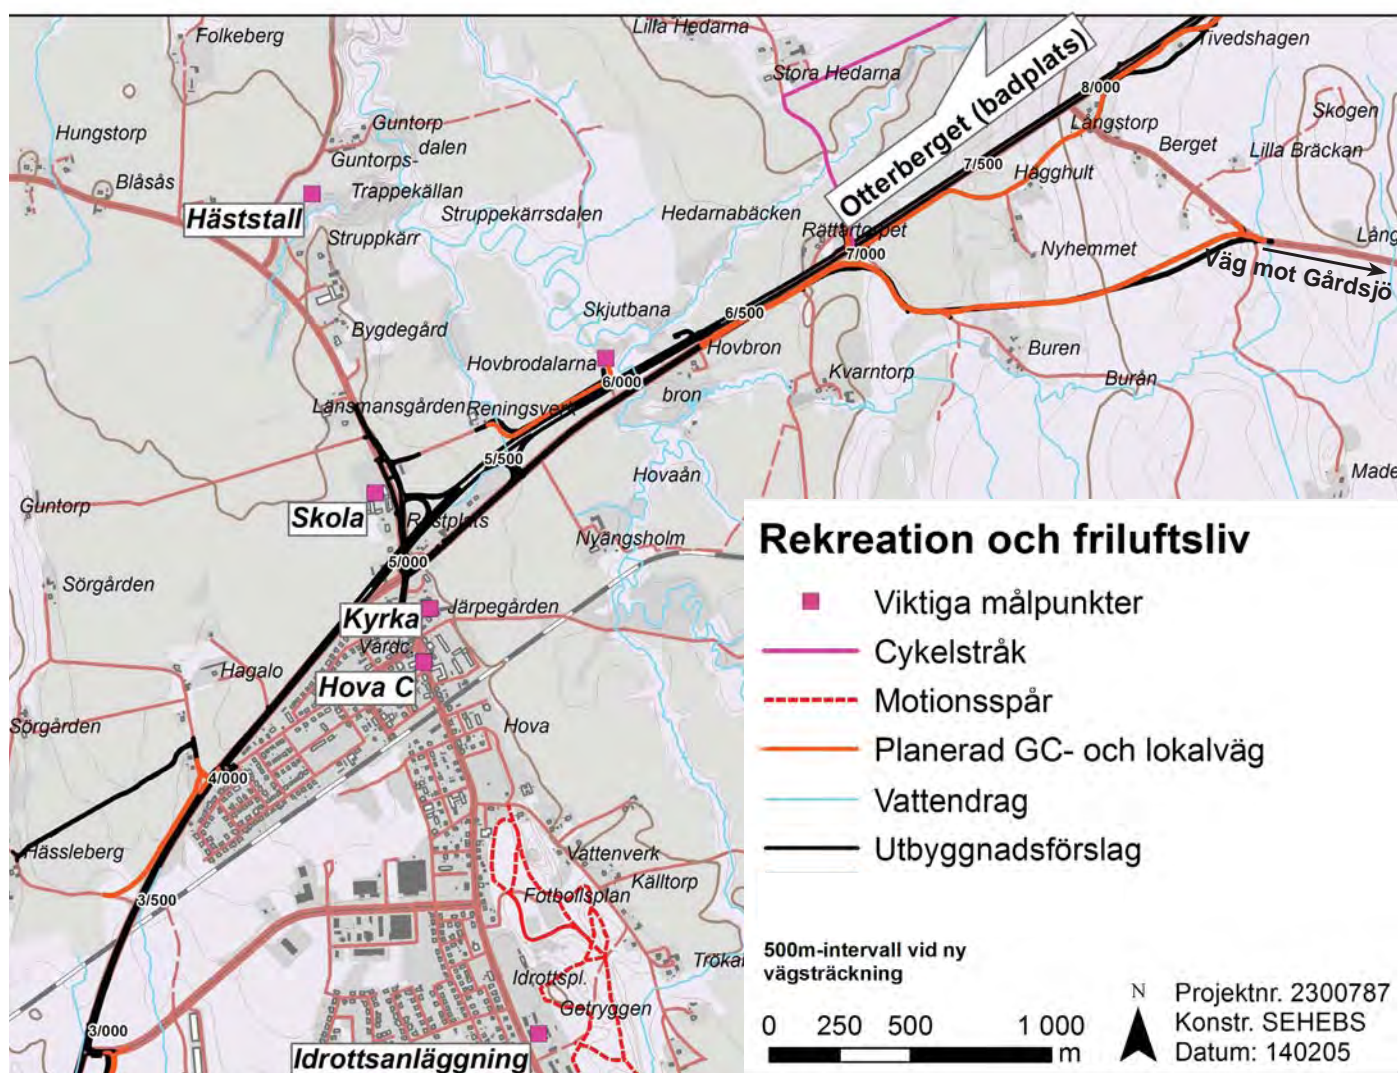 Folkeberg
Lilla Hedarna
Stora Hedarna
Otterberget (badplats)
Tivedshagen
8/000
Långstorp
Skogen
Hungstorp
Guntorp
dalen
Guntorps-
Berget
Lilla Bräckan
7/500
Hägghult
Blåsås
Trappekällan
Häststall
Struppekärrsdalen
Hedarnabäcken
Struppkärr
Rättartorpet
7/000
Nyhemmet
Lång
Väg mot Gårdsjö
Skjutbana
6/500
Bygdegård
Hovbrodalarna
Hovbron
Buren
6/000
Kvarntorp
Burån
bron
Länsmansgården
Reningsverk
5/500
Hovaån
Made
Guntorp
Skola
Rastplats
Nyängsholm
5/000
Sörgården
Kyrka
Järpegården
Vårdc.
Hagalo
Hova C
Sörgården
Hova
4/000
Hässleberg
Vattenverk
Källtorp
3/500
Fotbollsplan
Tröka
Idrottspl.
Getryggen
3/000
Idrottsanläggning
Rekreation och friluftsliv
Viktiga målpunkter
Cykelstråk
Motionsspår
Planerad GC- och lokalväg
Vattendrag
Utbyggnadsförslag
500m-intervall vid ny
vägsträckning
0 250 500 1 000
m
N
Projektnr. 2300787
Konstr. SEHEBS
Datum: 140205